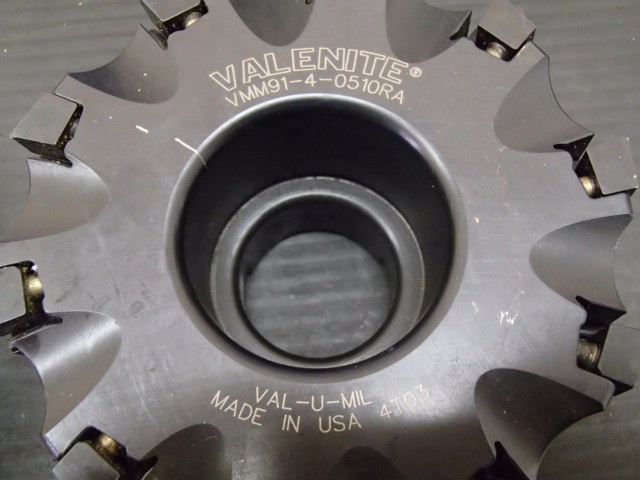 VALENITE®
VMM91-4-0510RA
VAL-U-MIL
MADE IN USA 4T03